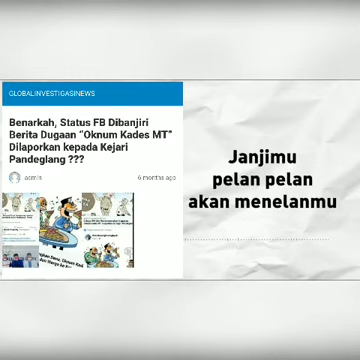 GLOBALINVESTIGASINEWS
Benarkah, Status FB Dibanjiri
Berita Dugaan “Oknum Kades MT”
Dilaporkan kepada Kejari
Pandeglang ???
admin
6 months ago
Janjimu
pelan pelan
akan menelanmu